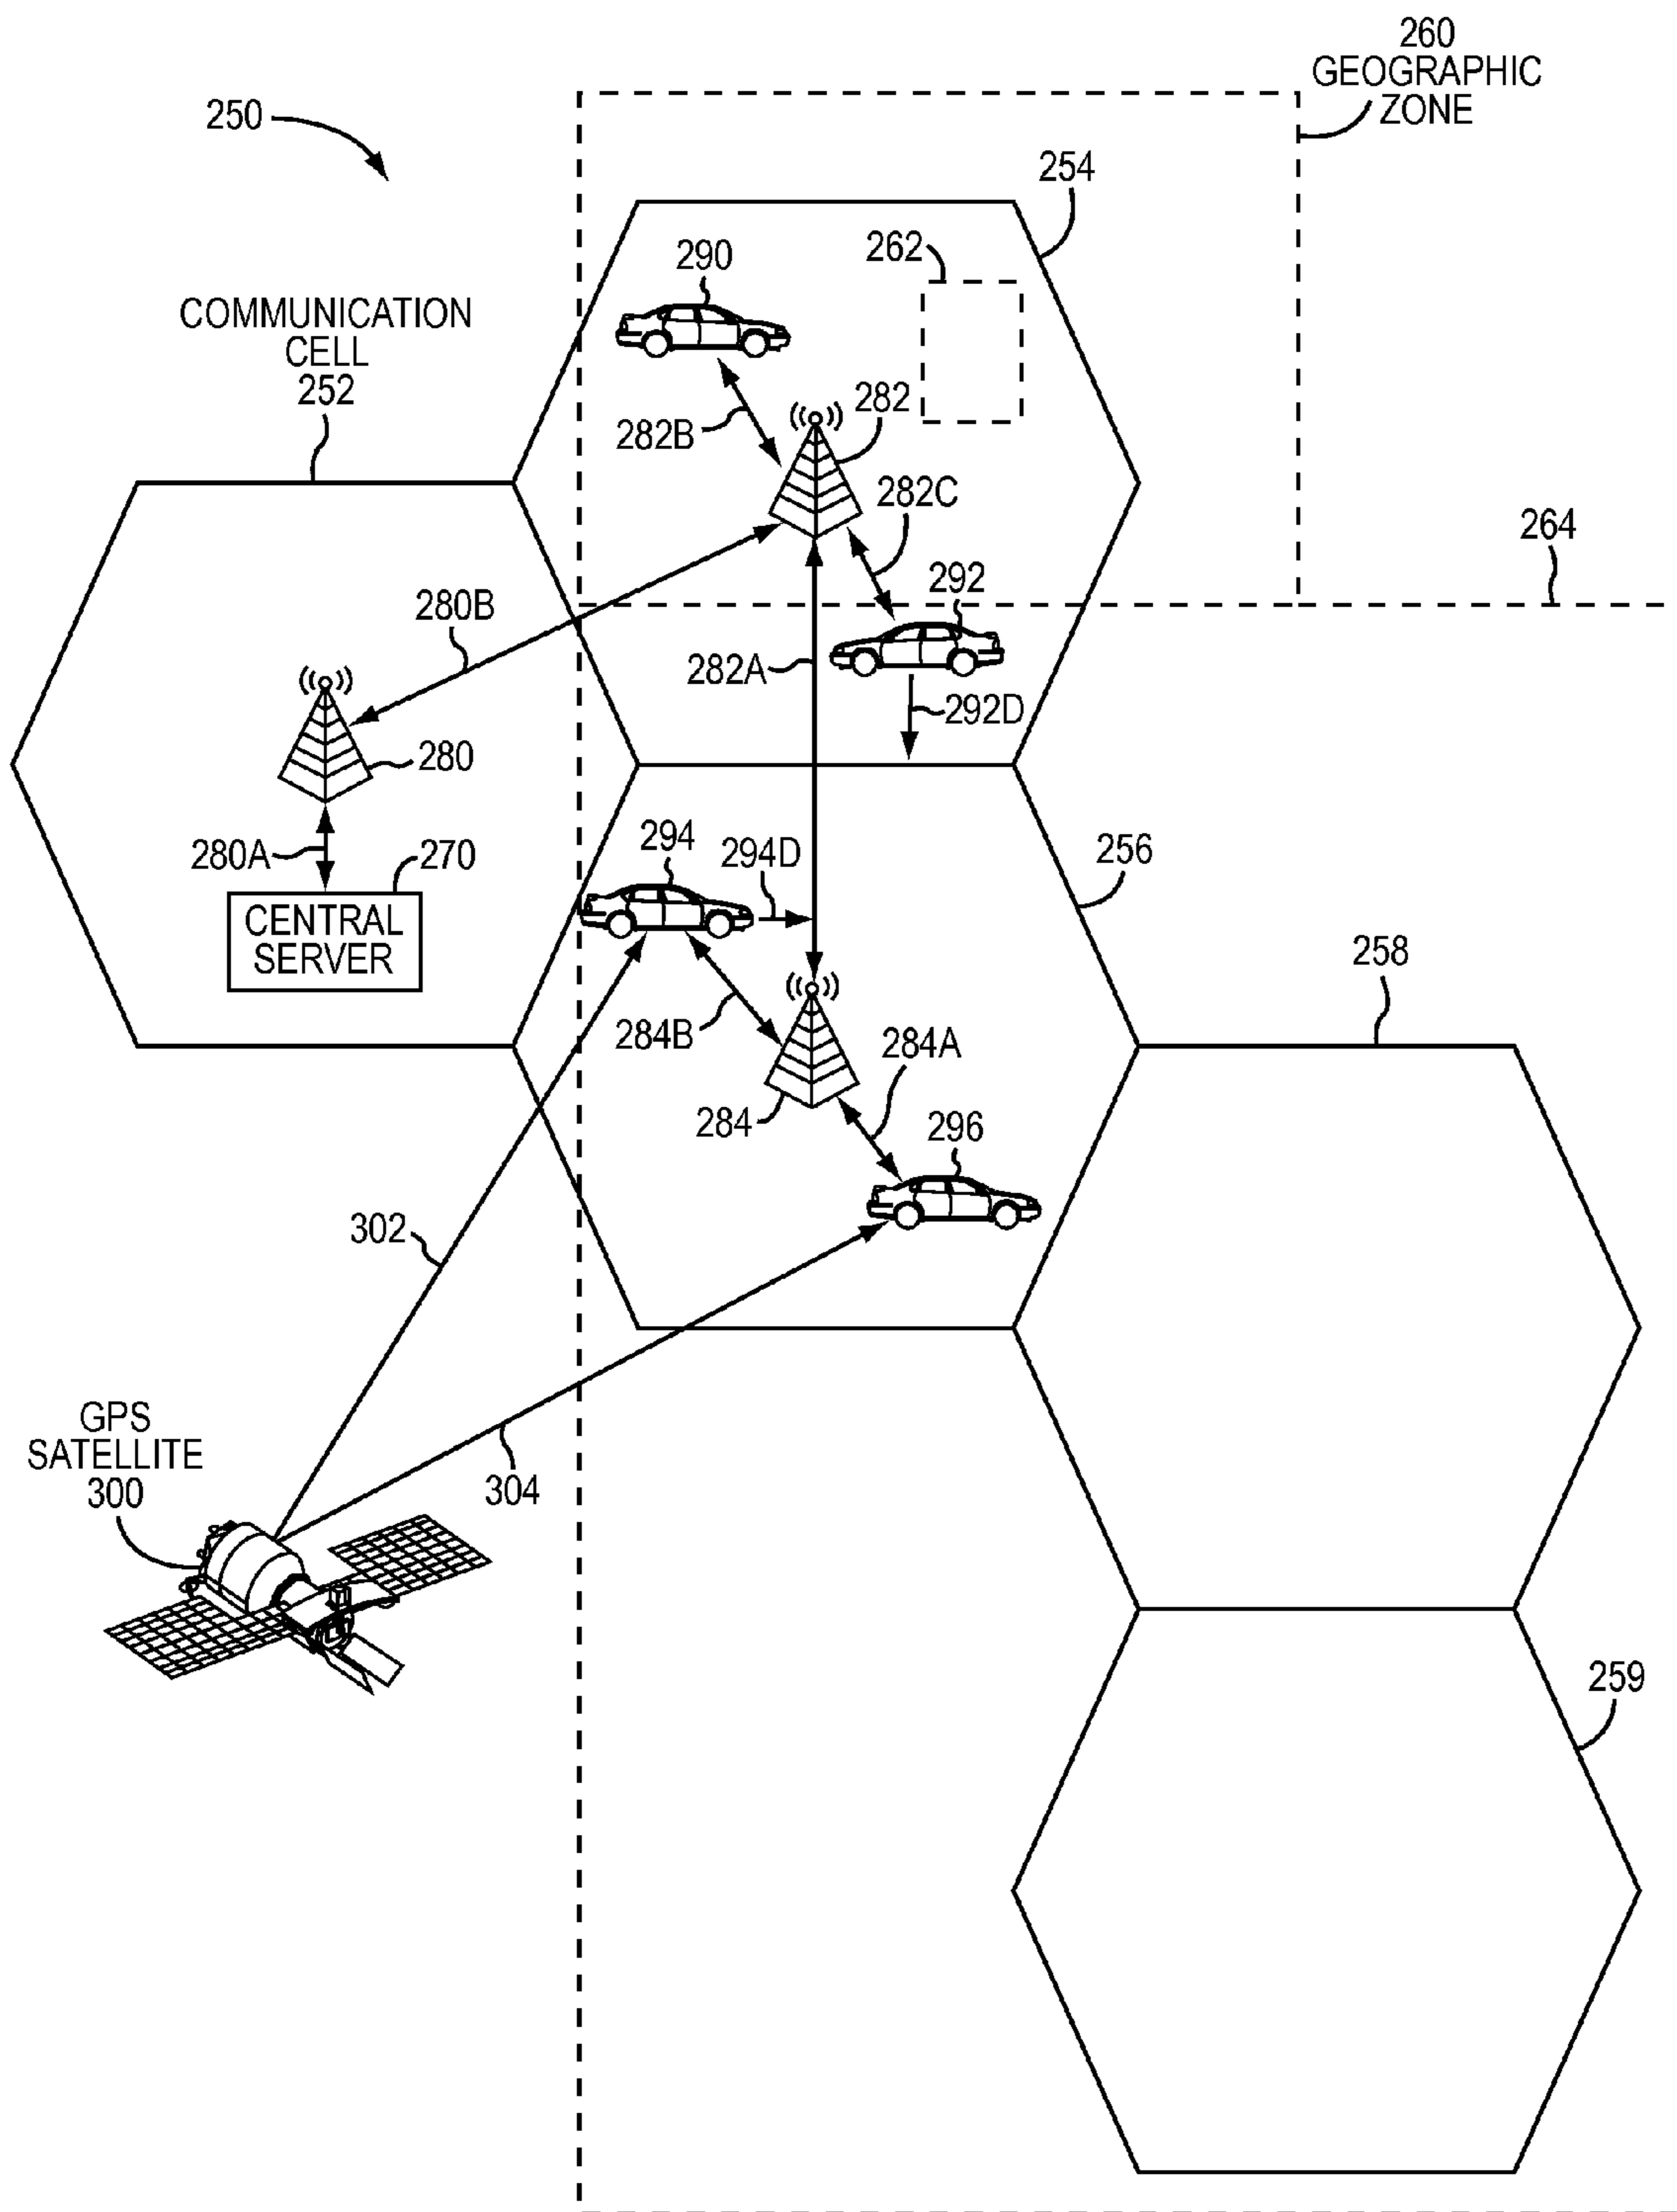 260
GEOGRAPHIC
ZONE
250
254
262
290
COMMUNICATION
CELL
252
282
282B
282C
264
292
280B
282A
292D
280
294
294D
256
280A
270
CENTRAL
SERVER
258
284B
284A
284
296
302
GPS
SATELLITE
300
304
259